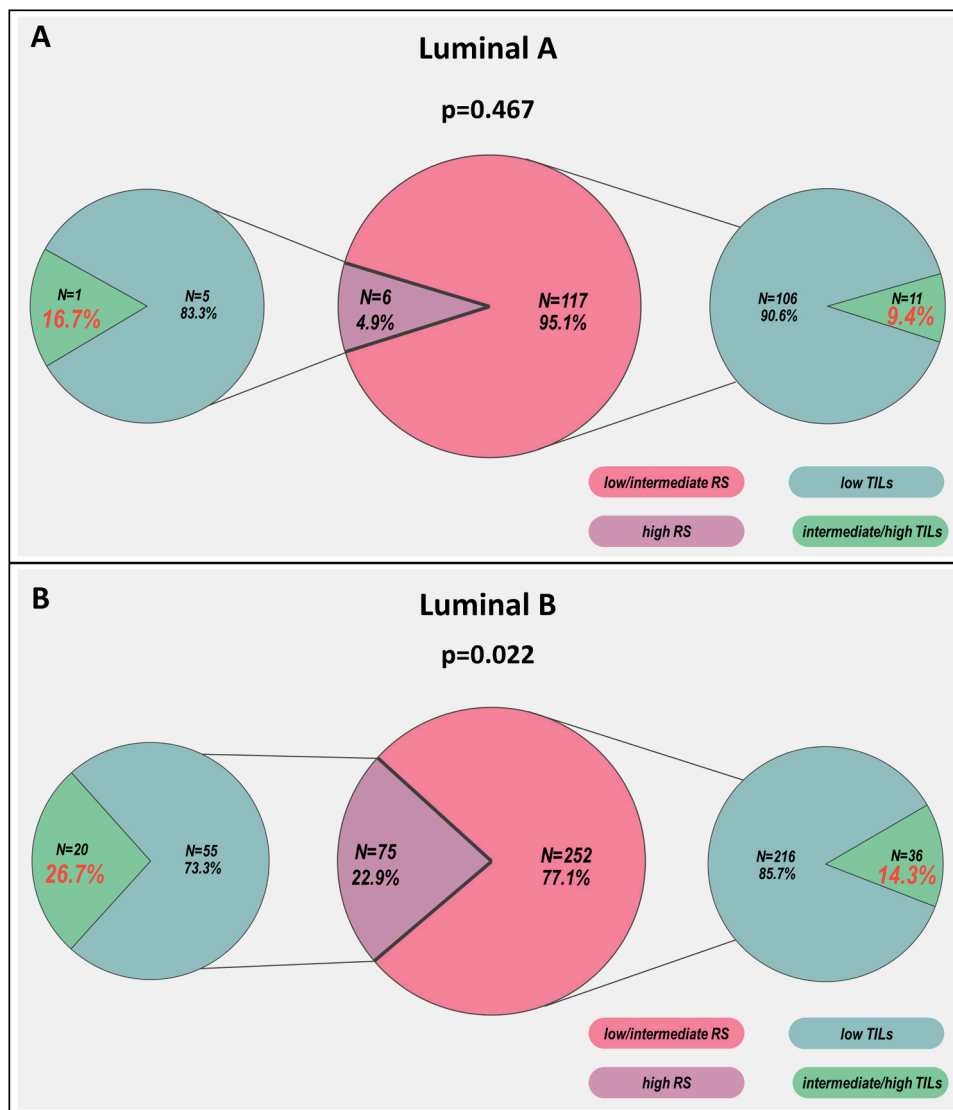 A
Luminal A
p=0.467
N=1
16.7%
N=5
83.3%
N=6
4.9%
N=117
95.1%
N=106
90.6%
N=11
9.4%
low/intermediate RS
low TILs
high RS
intermediate/high TILs
B
Luminal B
p=0.022
N=20
26.7%
N=55
73.3%
N=75
22.9%
N=252
77.1%
N=216
85.7%
N=36
14.3%
low/intermediate RS
low TILs
high RS
intermediate/high TILs